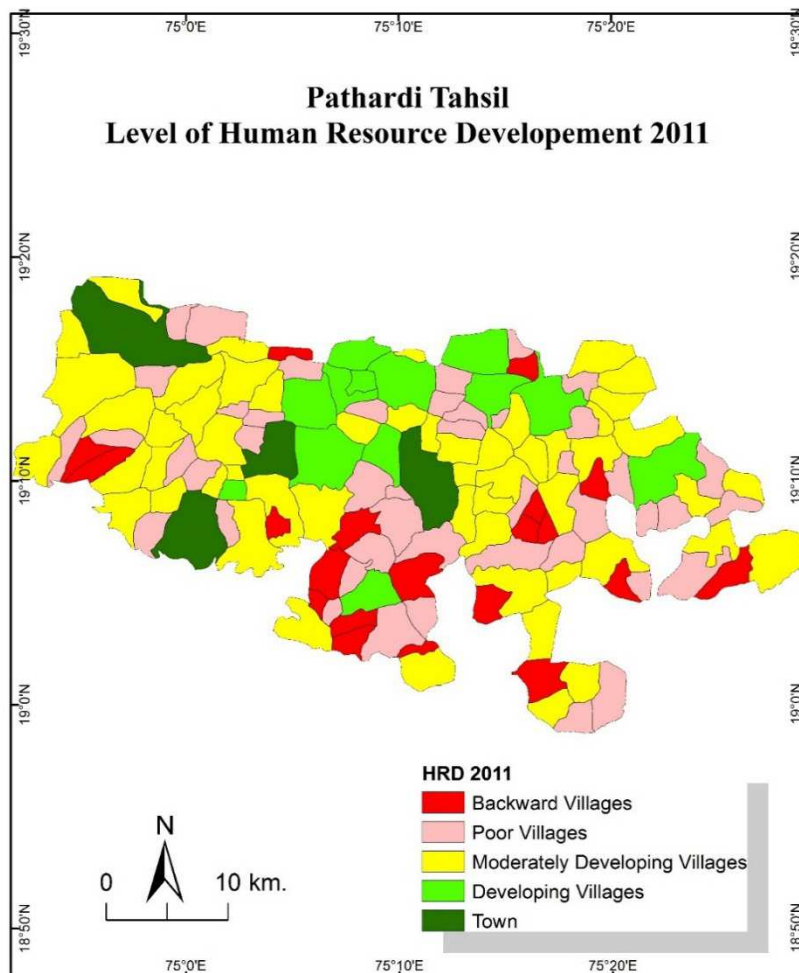 75°0'E 75°10'E 75°20'E
19°30'N 19°30'N
Pathardi Tahsil
Level of Human Resource Developement 2011
19°20'N 19°20'N
19°10'N 19°10'N
19°0'N 19°0'N
HRD 2011
Backward Villages
Poor Villages
Moderately Developing Villages
Developing Villages
Town
N
0 10 km.
18°50'N 18°50'N
75°0'E 75°10'E 75°20'E